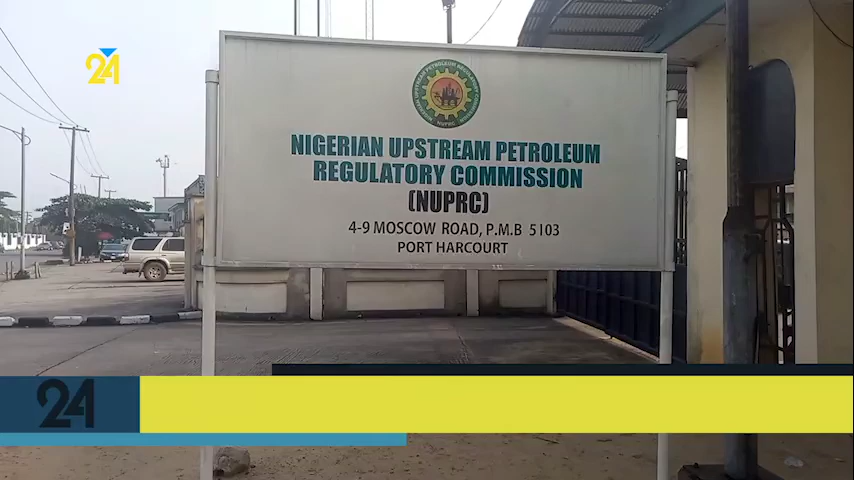 24
NIGERIAN UPSTREAM PETROLEUM
REGULATORY COMMISSION
(NUPRC)
4-9 MOSCOW ROAD, P.M.B 5103
PORT HARCOURT
24